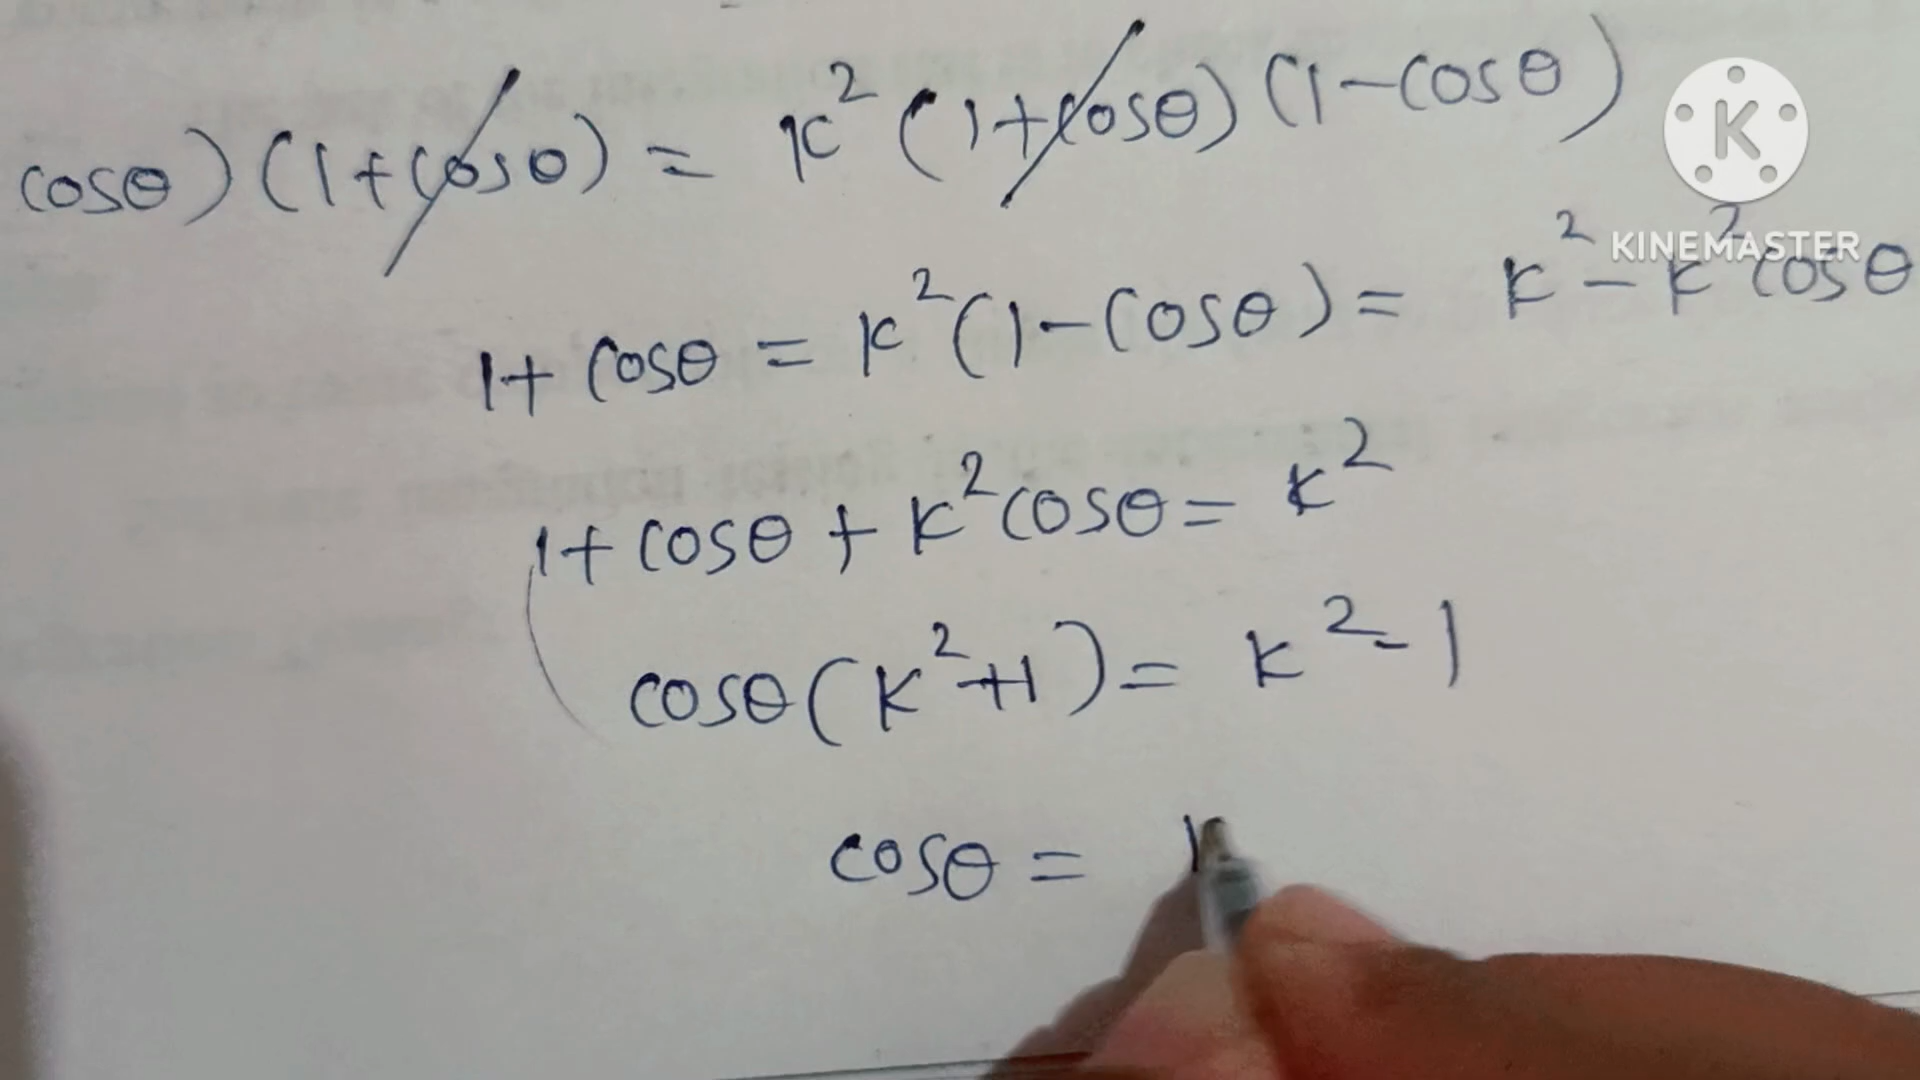 cosθ)(1+cosθ) = k²(1+cosθ)(1-cosθ)
K
KINEMASTER
1+cosθ = k²(1-cosθ) = k²-k²cosθ
1+cosθ+k²cosθ = k²
cosθ(k²+1) = k²-1
cosθ =